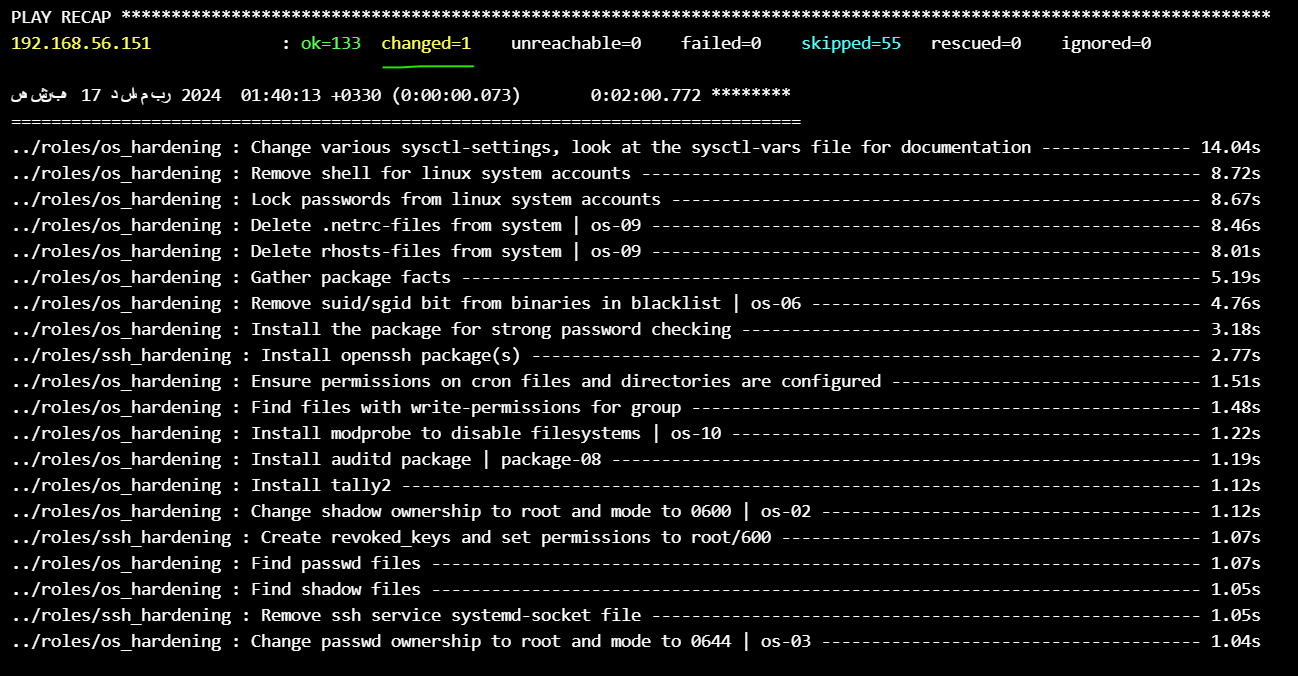 PLAY RECAP *******************************************************************************************************************
192.168.56.151 : ok=133 changed=1 unreachable=0 failed=0 skipped=55 rescued=0 ignored=0
سه شنبه 17 دسامبر 2024 01:40:13 +0330 (0:00:00.073) 0:02:00.772 ********
===============================================================================
../roles/os_hardening : Change various sysctl-settings, look at the sysctl-vars file for documentation --------------- 14.04s
../roles/os_hardening : Remove shell for linux system accounts -------------------------------------------------------- 8.72s
../roles/os_hardening : Lock passwords from linux system accounts ----------------------------------------------------- 8.67s
../roles/os_hardening : Delete .netrc-files from system | os-09 ------------------------------------------------------- 8.46s
../roles/os_hardening : Delete rhosts-files from system | os-09 ------------------------------------------------------- 8.01s
../roles/os_hardening : Gather package facts -------------------------------------------------------------------------- 5.19s
../roles/os_hardening : Remove suid/sgid bit from binaries in blacklist | os-06 --------------------------------------- 4.76s
../roles/os_hardening : Install the package for strong password checking ---------------------------------------------- 3.18s
../roles/ssh_hardening : Install openssh package(s) ------------------------------------------------------------------- 2.77s
../roles/os_hardening : Ensure permissions on cron files and directories are configured ------------------------------- 1.51s
../roles/os_hardening : Find files with write-permissions for group --------------------------------------------------- 1.48s
../roles/os_hardening : Install modprobe to disable filesystems | os-10 ----------------------------------------------- 1.22s
../roles/os_hardening : Install auditd package | package-08 ----------------------------------------------------------- 1.19s
../roles/os_hardening : Install tally2 -------------------------------------------------------------------------------- 1.12s
../roles/os_hardening : Change shadow ownership to root and mode to 0600 | os-02 -------------------------------------- 1.12s
../roles/ssh_hardening : Create revoked_keys and set permissions to root/600 ------------------------------------------ 1.07s
../roles/os_hardening : Find passwd files ----------------------------------------------------------------------------- 1.07s
../roles/os_hardening : Find shadow files ----------------------------------------------------------------------------- 1.05s
../roles/ssh_hardening : Remove ssh service systemd-socket file ------------------------------------------------------- 1.05s
../roles/os_hardening : Change passwd ownership to root and mode to 0644 | os-03 -------------------------------------- 1.04s